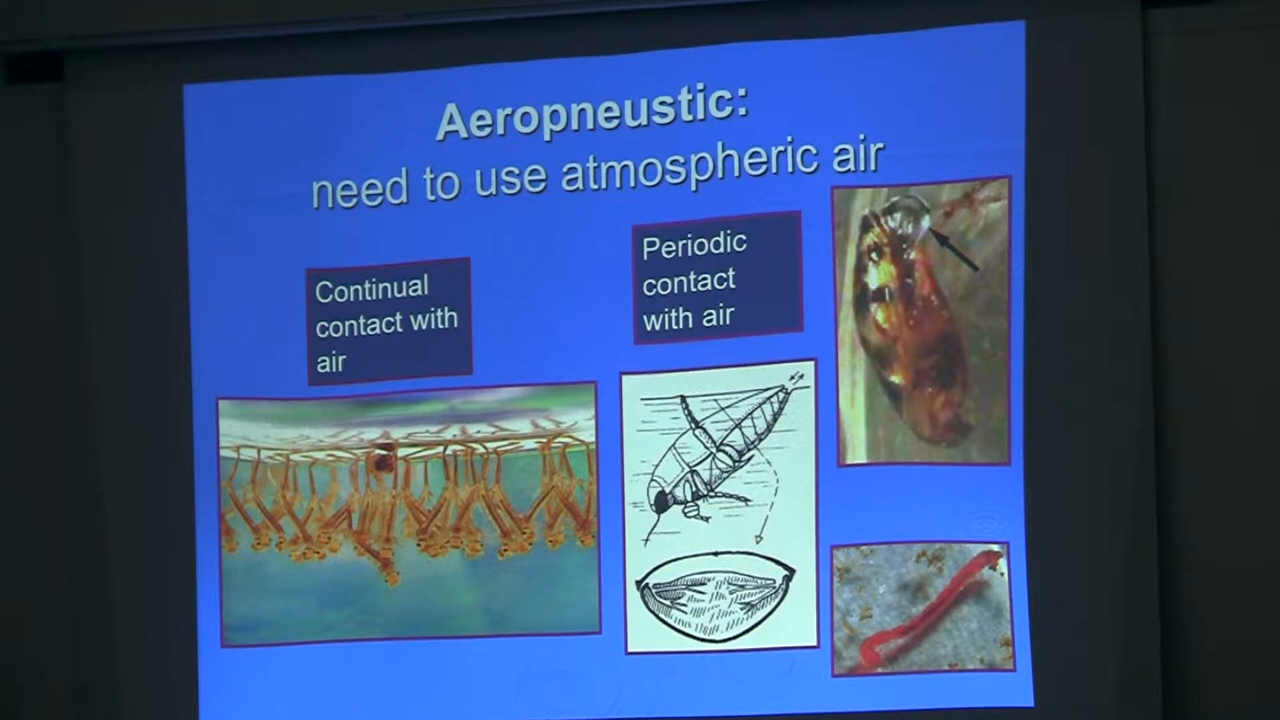 Aeropneustic:
need to use atmospheric air
Continual
contact with
air
Periodic
contact
with air